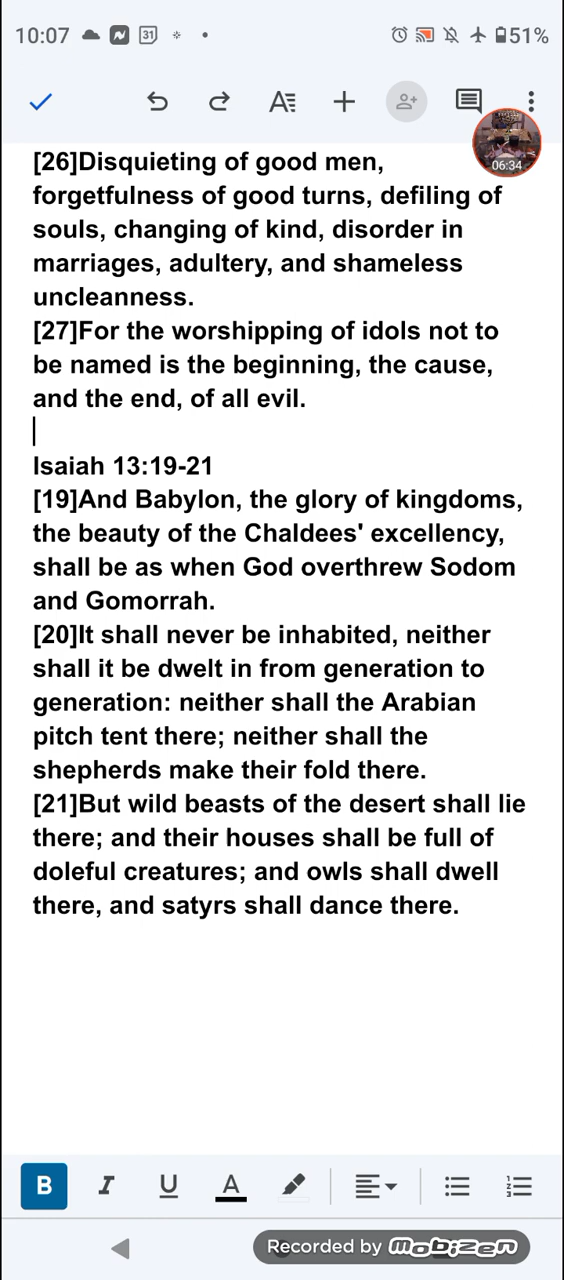 10:07
31
51%
06:34
[26]Disquieting of good men,
forgetfulness of good turns, defiling of
souls, changing of kind, disorder in
marriages, adultery, and shameless
uncleanness.
[27]For the worshipping of idols not to
be named is the beginning, the cause,
and the end, of all evil.
Isaiah 13:19-21
[19]And Babylon, the glory of kingdoms,
the beauty of the Chaldees' excellency,
shall be as when God overthrew Sodom
and Gomorrah.
[20]It shall never be inhabited, neither
shall it be dwelt in from generation to
generation: neither shall the Arabian
pitch tent there; neither shall the
shepherds make their fold there.
[21]But wild beasts of the desert shall lie
there; and their houses shall be full of
doleful creatures; and owls shall dwell
there, and satyrs shall dance there.
B I U A
Recorded by Mobizen